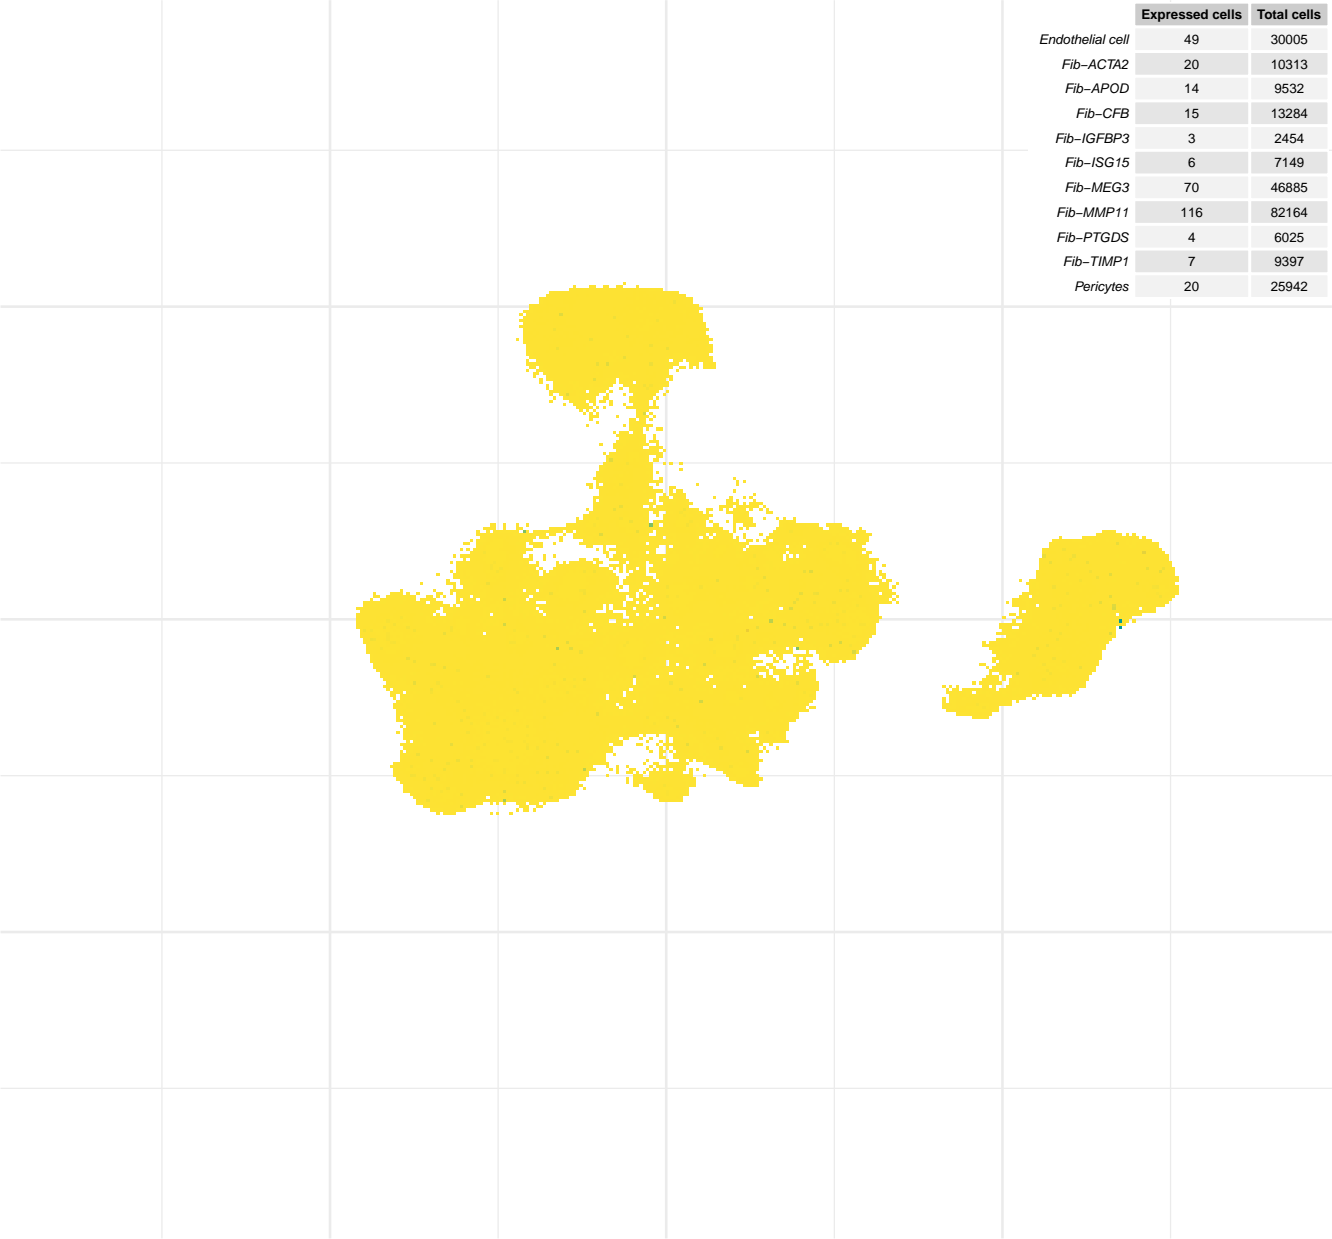 Expressed cells Total cells
Endothelial cell 49 30005
Fib−ACTA2 20 10313
Fib−APOD 14 9532
Fib−CFB 15 13284
Fib−IGFBP3 3 2454
Fib−ISG15 6 7149
Fib−MEG3 70 46885
Fib−MMP11 116 82164
Fib−PTGDS 4 6025
Fib−TIMP1 7 9397
Pericytes 20 25942